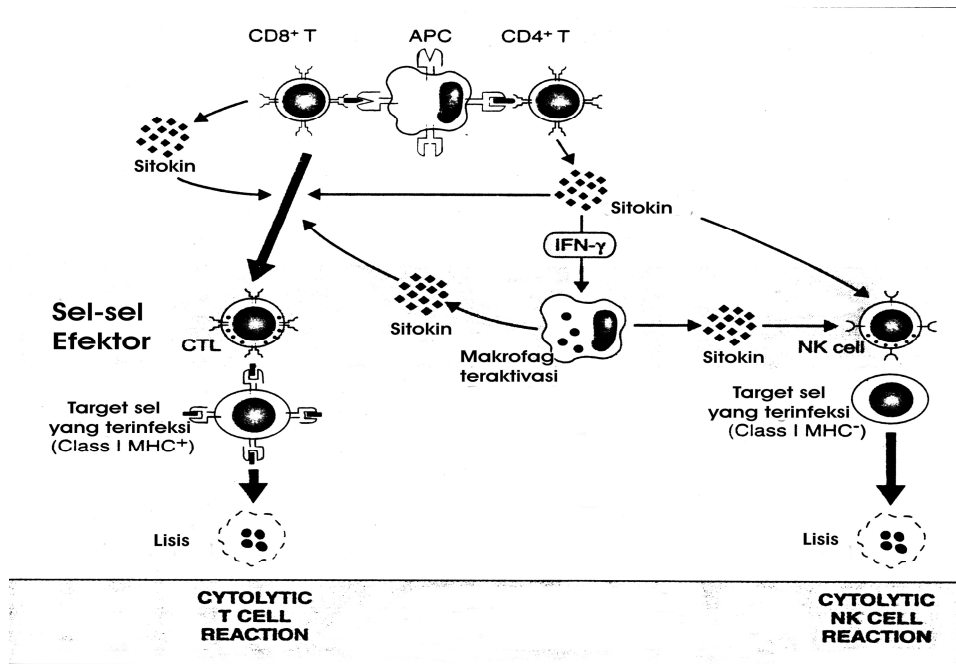 CD8⁺ T
APC
CD4⁺ T
Sitokin
Sitokin
IFN-γ
Sel-sel
Efektor
CTL
Sitokin
Makrofag
teraktivasi
Sitokin
NK cell
Target sel
yang terinfeksi
(Class I MHC⁺)
Target sel
yang terinfeksi
(Class I MHC⁻)
Lisis
Lisis
CYTOLYTIC
T CELL
REACTION
CYTOLYTIC
NK CELL
REACTION